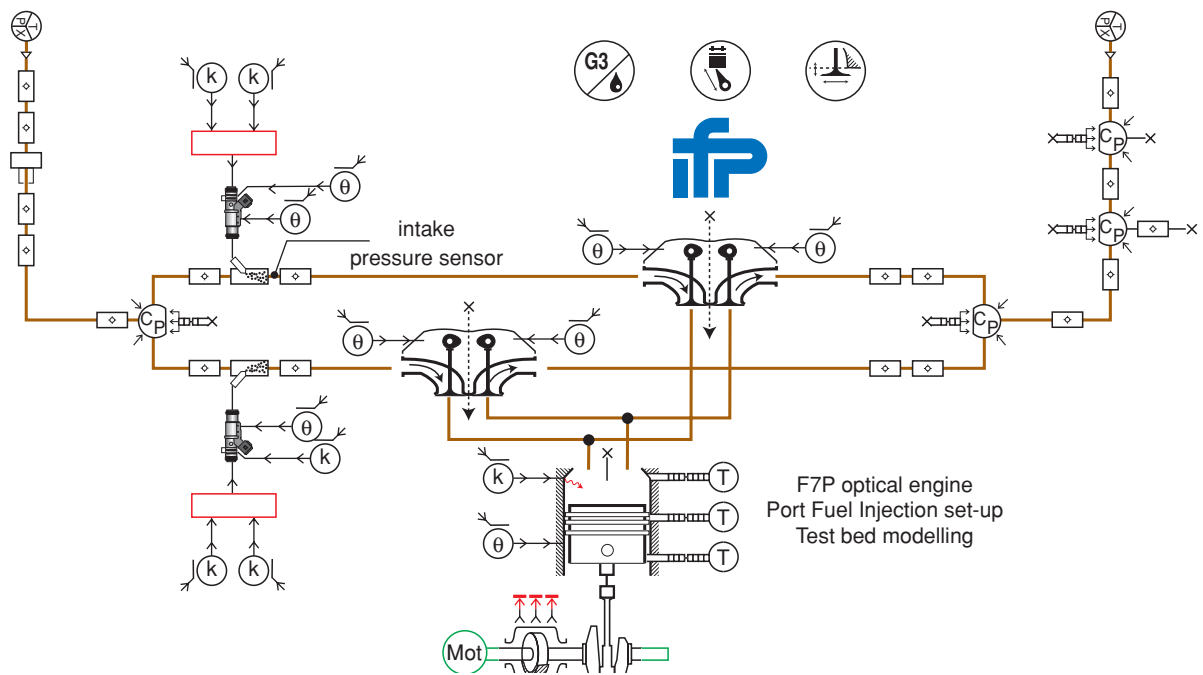 T
P X
T
P X
G3
k
k
C
P
ifp
θ
θ
C
P
intake
pressure sensor
θ
θ
C
P
C
P
θ
θ
θ
k
k
T
F7P optical engine
Port Fuel Injection set-up
Test bed modelling
T
θ
T
k
k
Mot